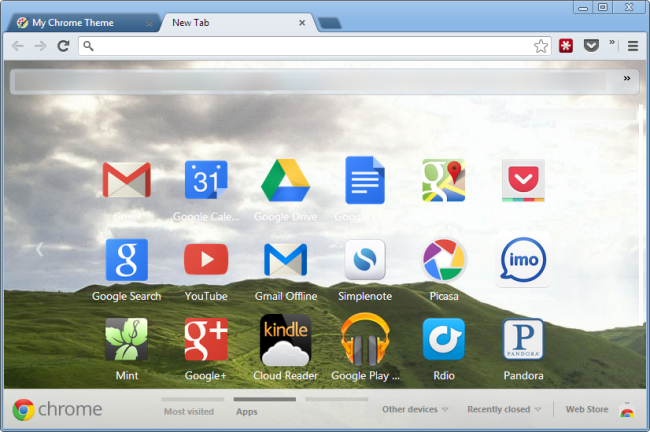 My Chrome Theme
New Tab
31
Gmail
Google Cale...
Google Drive
g
g
Google Search
YouTube
Gmail Offline
Simplenote
Picasa
imo
g+
kindle
P
PANDORA
Mint
Google+
Cloud Reader
Google Play ...
Rdio
Pandora
chrome
Most visited
Apps
Other devices
Recently closed
Web Store